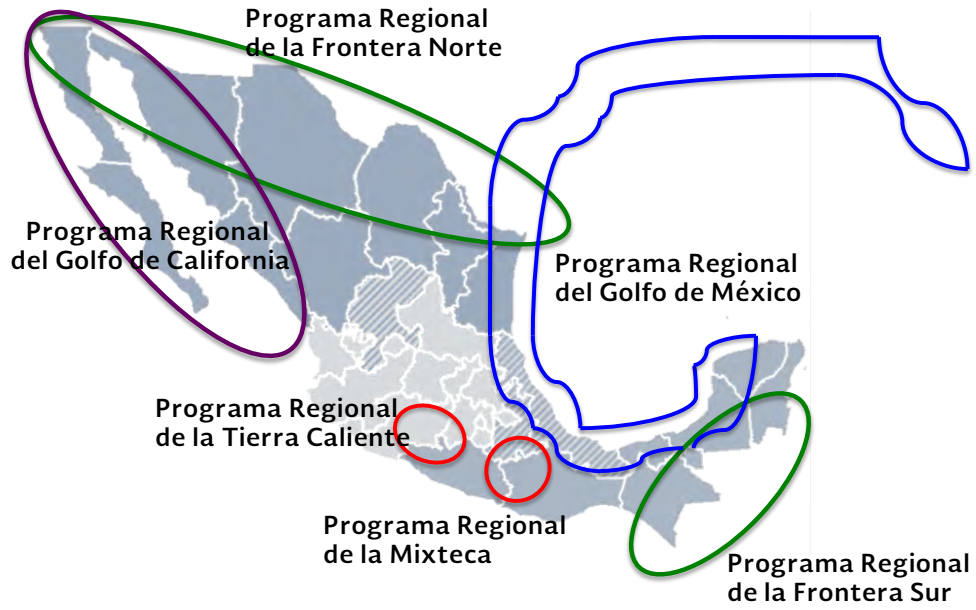 Programa Regional
de la Frontera Norte
Programa Regional
del Golfo de California
Programa Regional
del Golfo de México
Programa Regional
de la Tierra Caliente
Programa Regional
de la Mixteca
Programa Regional
de la Frontera Sur